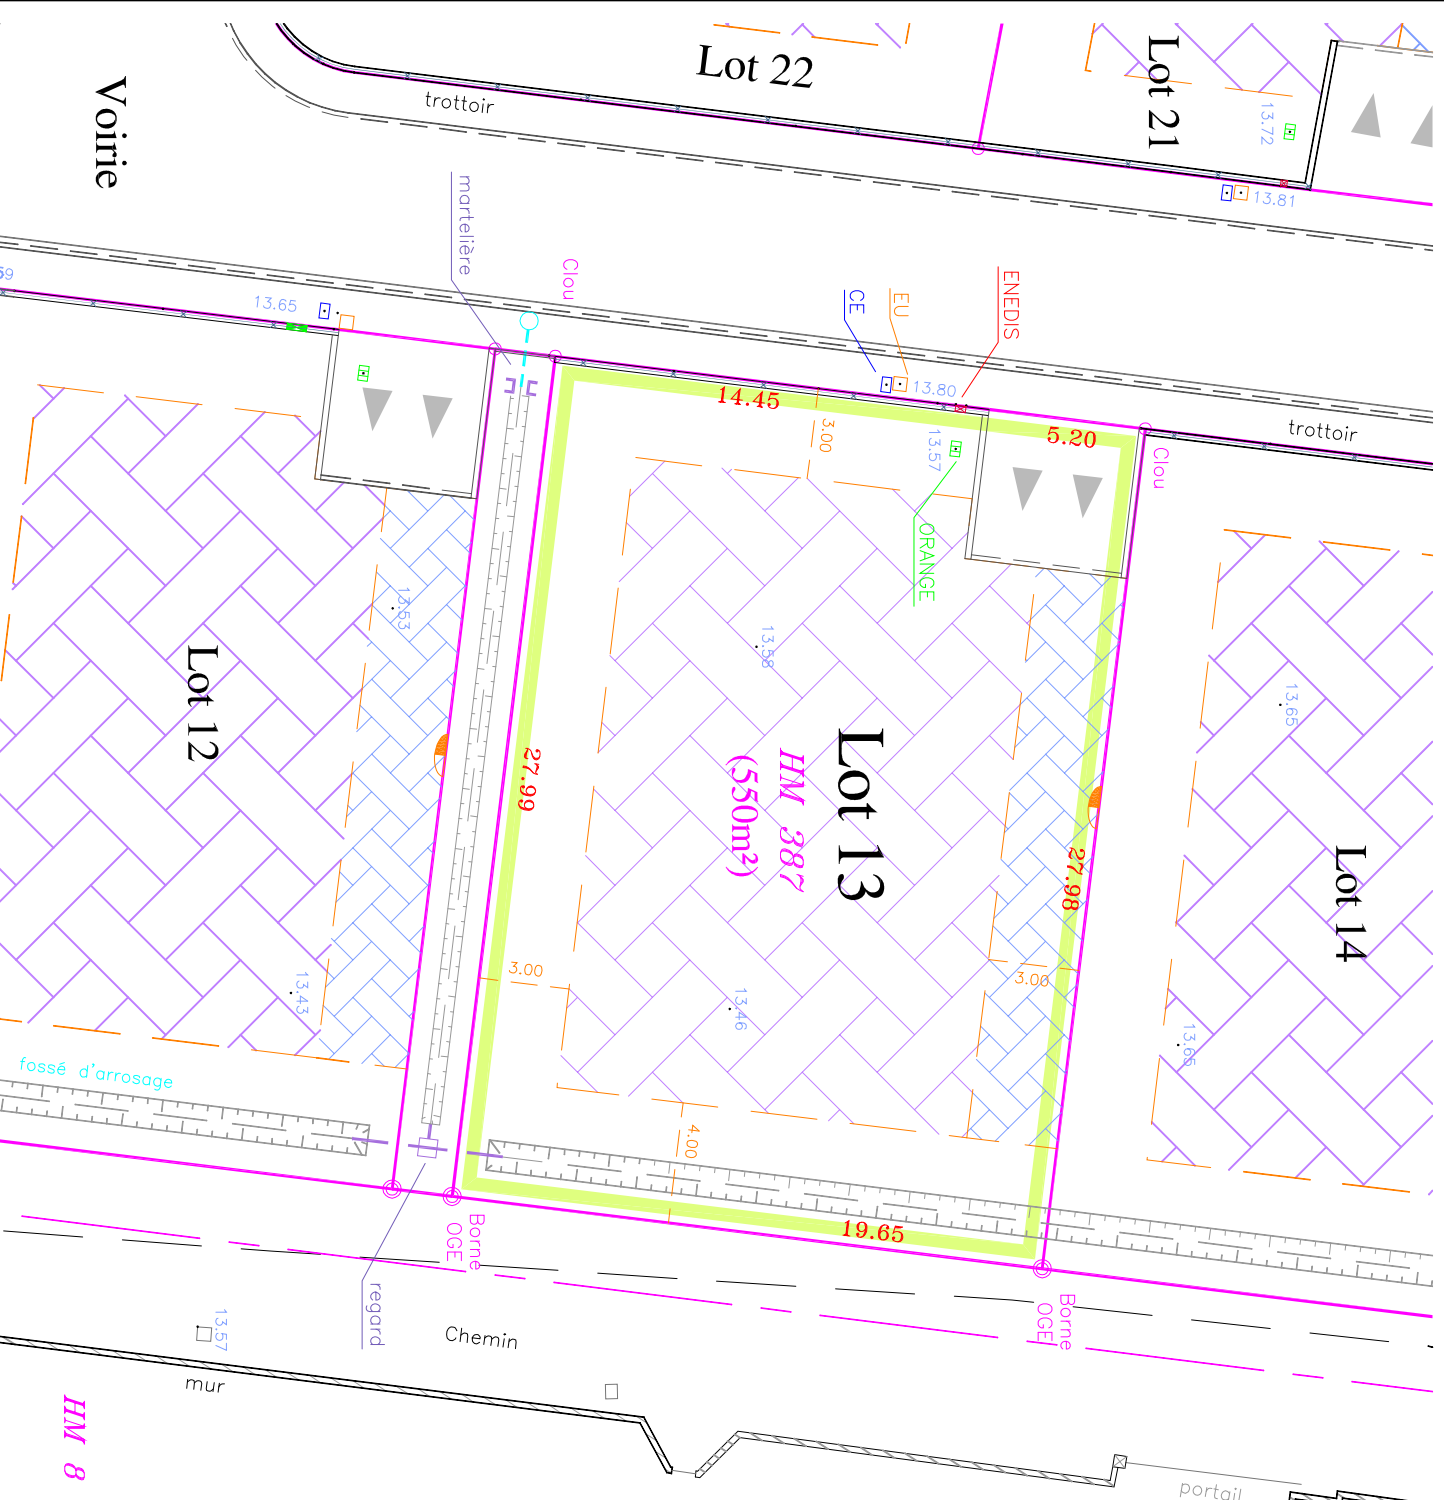 Lot 22
Lot 21
trottoir
13.72
13.81
Voirie
martelière
Clou
ENEDIS
EU
CE
13.65
13.80
14.45
5.20
trottoir
3.00
13.57
Clou
ORANGE
13.53
13.58
Lot 12
Lot 13
HM 387
(550m²)
27.99
27.98
13.65
Lot 14
3.00
3.00
13.43
13.46
13.65
fossé d'arrosage
4.00
19.65
Borne
OGE
Borne
OGE
regard
13.57
Chemin
mur
HM 8
portail